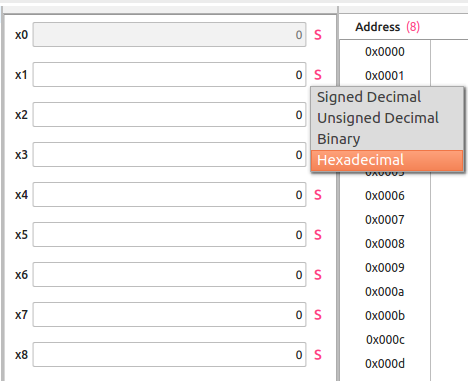 x0 0 S Address (8)
0x0000
x1 0 S 0x0001
Signed Decimal
x2 0 Unsigned Decimal
Binary
x3 0 Hexadecimal
x4 0 S 0x0006
0x0007
x5 0 S 0x0008
0x0009
x6 0 S 0x000a
x7 0 S 0x000b
0x000c
x8 0 S 0x000d